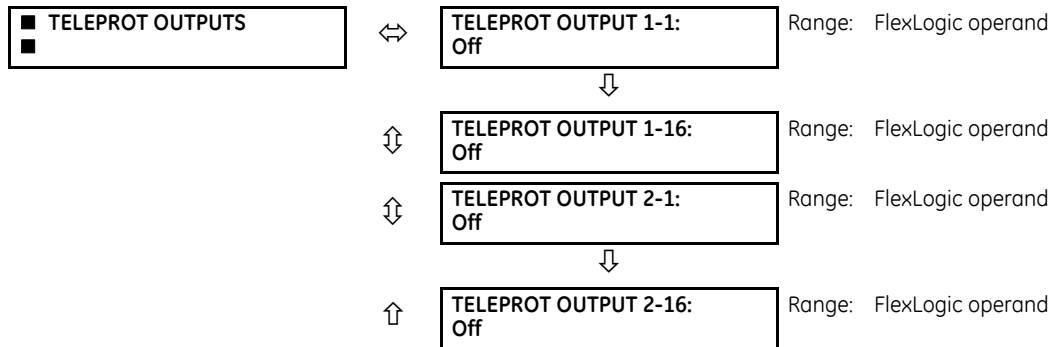 ■ TELEPROT OUTPUTS
■
TELEPROT OUTPUT 1-1:
Off
Range: FlexLogic operand
TELEPROT OUTPUT 1-16:
Off
Range: FlexLogic operand
TELEPROT OUTPUT 2-1:
Off
Range: FlexLogic operand
TELEPROT OUTPUT 2-16:
Off
Range: FlexLogic operand